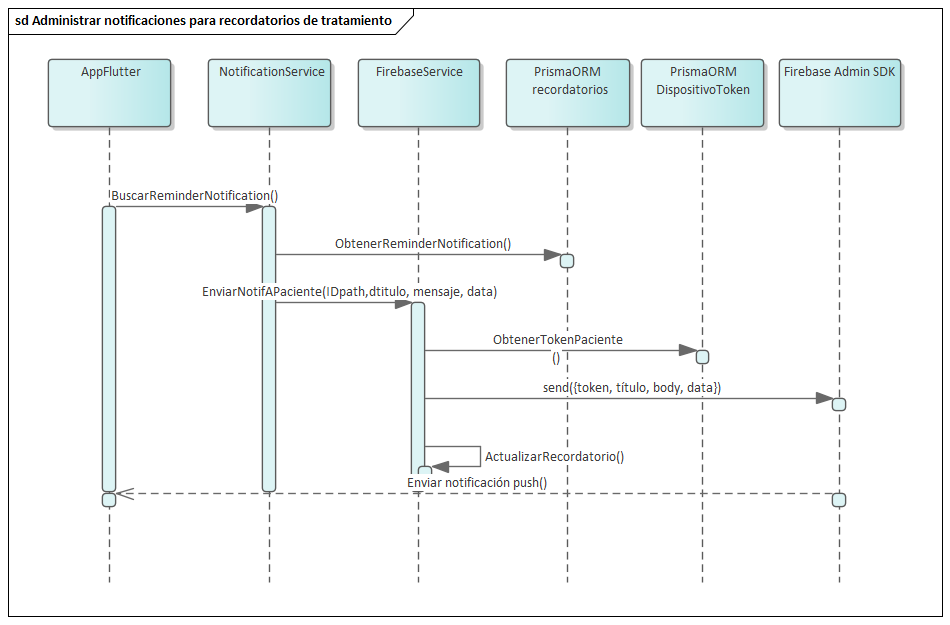 sd Administrar notificaciones para recordatorios de tratamiento
AppFlutter
NotificationService
FirebaseService
PrismaORM
recordatorios
PrismaORM
DispositivoToken
Firebase Admin SDK
BuscarReminderNotification()
ObtenerReminderNotification()
EnviarNotifAPaciente(IDpath,dtitulo, mensaje, data)
ObtenerTokenPaciente
()
send({token, título, body, data})
ActualizarRecordatorio()
Enviar notificación push()